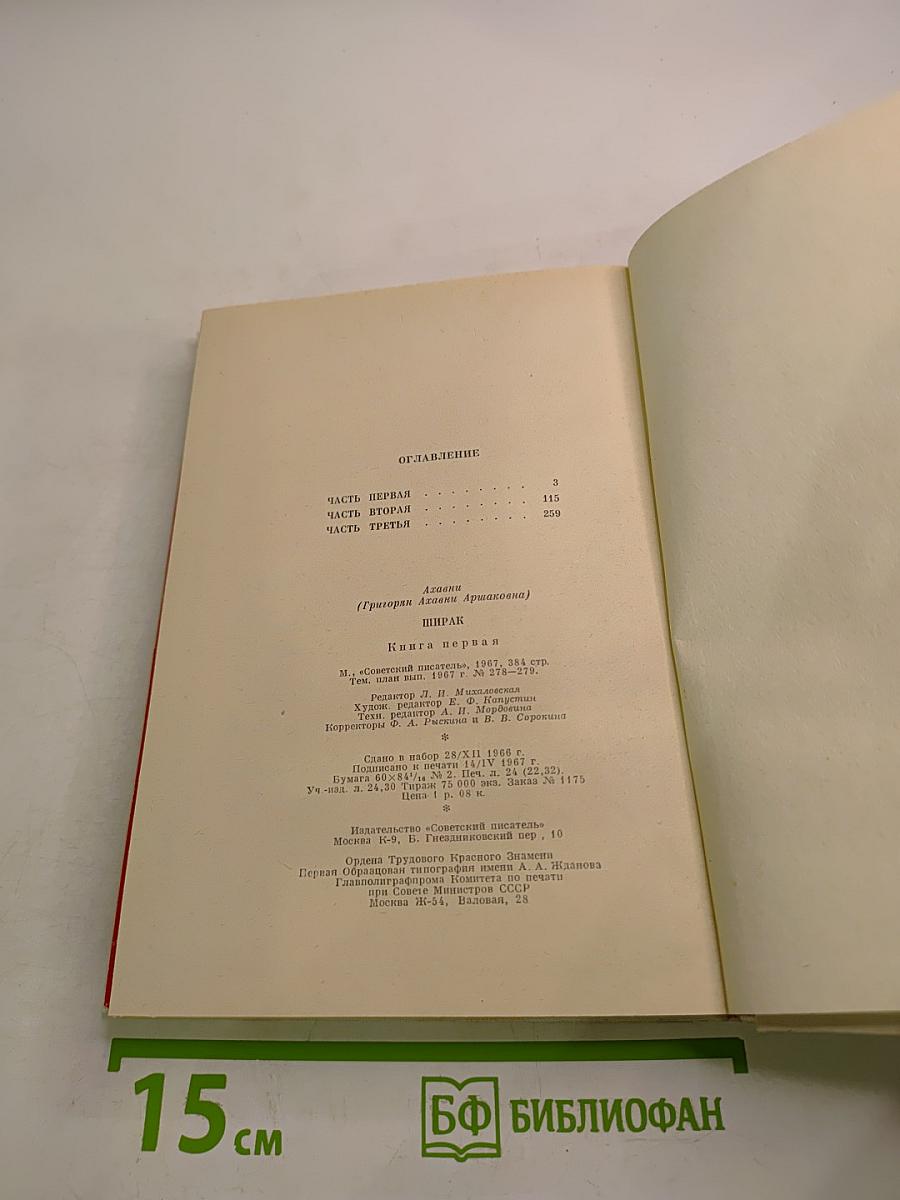 ОГЛАВЛЕНИЕ
ЧАСТЬ ПЕРВАЯ . . . . . . . . 3
ЧАСТЬ ВТОРАЯ . . . . . . . . 115
ЧАСТЬ ТРЕТЬЯ . . . . . . . . 259
Ахавни
(Григорян Ахавни Аршаковна)
ШИРАК
Книга первая
М., «Советский писатель», 1967, 384 стр.
Тем. план вып. 1967 г. № 278—279.
Редактор Л. И. Михаловская
Худож. редактор Е. Ф. Капустин
Техн. редактор А. И. Мордовина
Корректоры Ф. А. Рыскина и В. В. Сорокина
*
Сдано в набор 28/XII 1966 г.
Подписано к печати 14/IV 1967 г.
Бумага 60×84¹/₁₆ № 2. Печ. л. 24 (22,32).
Уч-изд. л. 24,30 Тираж 75 000 экз. Заказ № 1175
Цена 1 р. 08 к.
*
Издательство «Советский писатель»
Москва К-9, Б. Гнездниковский пер, 10
Ордена Трудового Красного Знамени
Первая Образцован типография имени А. А. Жданова
Главполиграфпрома Комитета по печати
при Совете Министров СССР
Москва Ж-54, Валовая, 28
15 см
БФ БИБЛИОФАН